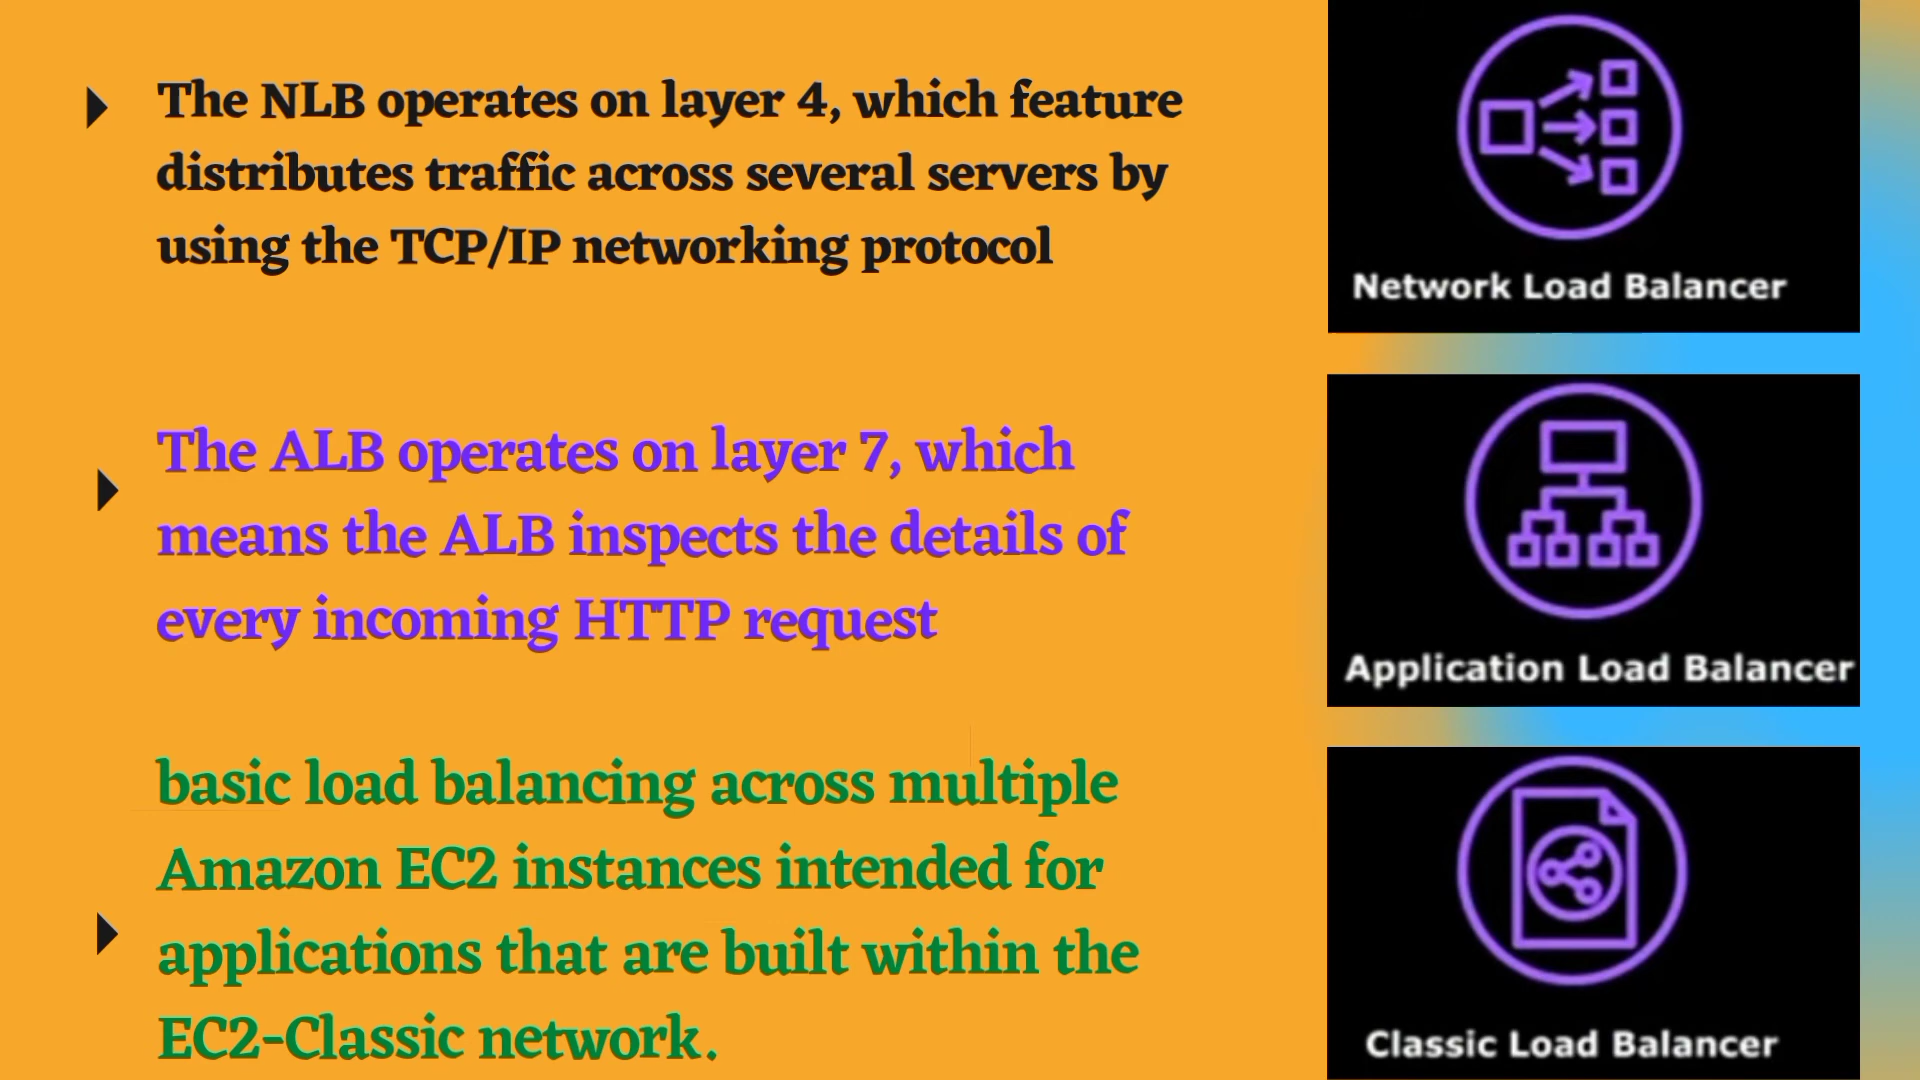 The NLB operates on layer 4, which feature
distributes traffic across several servers by
using the TCP/IP networking protocol
Network Load Balancer
The ALB operates on layer 7, which
means the ALB inspects the details of
every incoming HTTP request
Application Load Balancer
basic load balancing across multiple
Amazon EC2 instances intended for
applications that are built within the
EC2-Classic network.
Classic Load Balancer